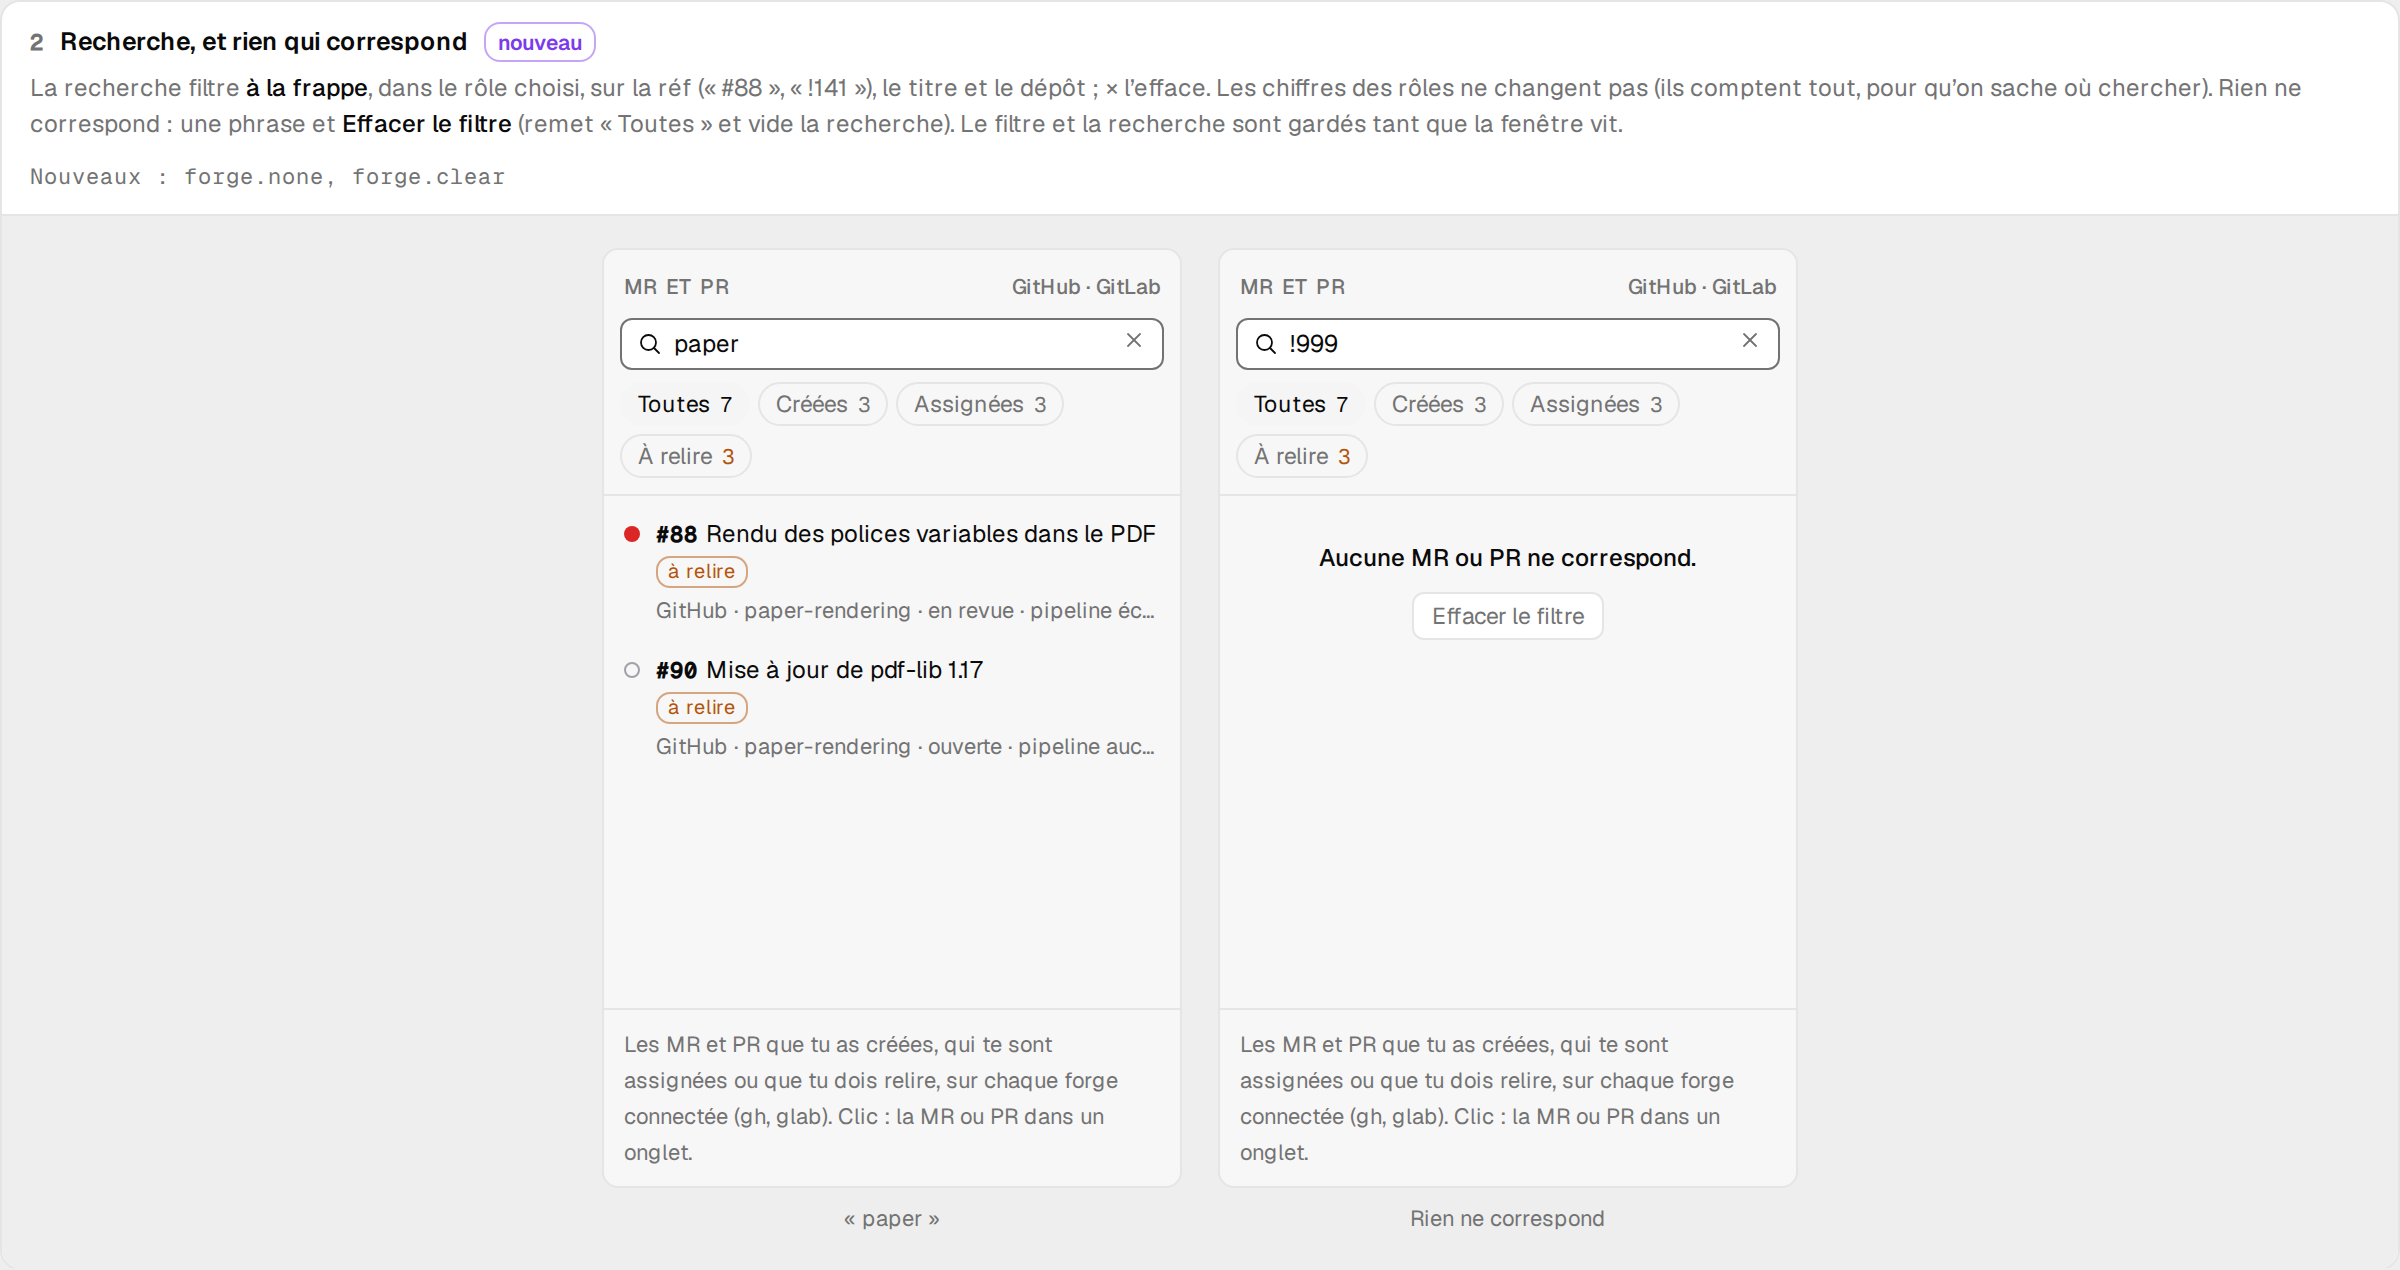 2 Recherche, et rien qui correspond nouveau
La recherche filtre à la frappe, dans le rôle choisi, sur la réf (« #88 », « !141 »), le titre et le dépôt ; × l’efface. Les chiffres des rôles ne changent pas (ils comptent tout, pour qu’on sache où chercher). Rien ne
correspond : une phrase et Effacer le filtre (remet « Toutes » et vide la recherche). Le filtre et la recherche sont gardés tant que la fenêtre vit.
Nouveaux : forge.none, forge.clear
MR ET PR GitHub · GitLab
paper
Toutes 7 Créées 3 Assignées 3
À relire 3
#88 Rendu des polices variables dans le PDF
à relire
GitHub · paper-rendering · en revue · pipeline éc…
#90 Mise à jour de pdf-lib 1.17
à relire
GitHub · paper-rendering · ouverte · pipeline auc…
Les MR et PR que tu as créées, qui te sont
assignées ou que tu dois relire, sur chaque forge
connectée (gh, glab). Clic : la MR ou PR dans un
onglet.
« paper »
MR ET PR GitHub · GitLab
!999
Toutes 7 Créées 3 Assignées 3
À relire 3
Aucune MR ou PR ne correspond.
Effacer le filtre
Les MR et PR que tu as créées, qui te sont
assignées ou que tu dois relire, sur chaque forge
connectée (gh, glab). Clic : la MR ou PR dans un
onglet.
Rien ne correspond